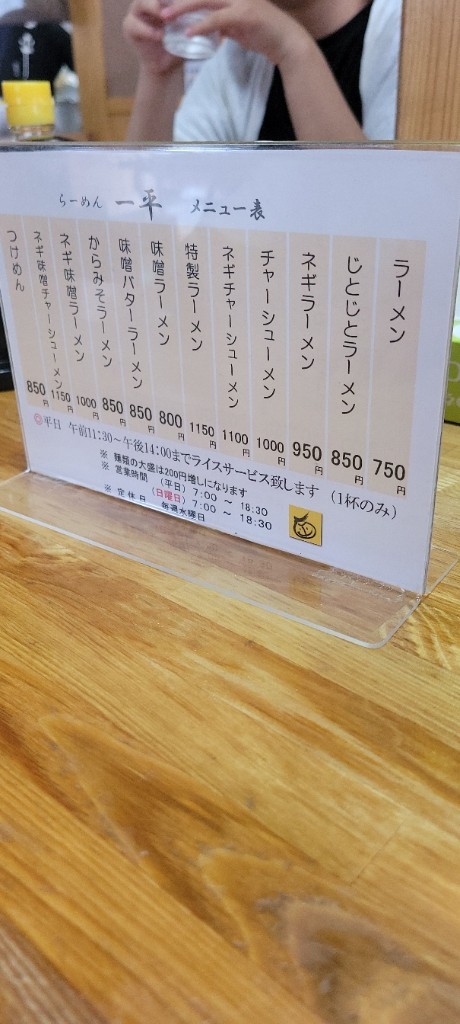 らーめん 一平 メニュー表
ラーメン 750円
じとじとラーメン 850円
ネギラーメン 950円
チャーシューメン 1000円
ネギチャーシューメン 1100円
特製ラーメン 1150円
味噌ラーメン 800円
味噌バターラーメン 850円
からみそラーメン 850円
ネギ味噌ラーメン 1000円
ネギ味噌チャーシューメン 1150円
つけめん 850円
◎平日 午前11:30～午後14:00までライスサービス致します (1杯のみ)
※ 麺類の大盛は200円増しになります
※ 営業時間 (平日) 7:00 ～ 18:30
(日曜日) 7:00 ～ 18:30
※ 定休日 毎週水曜日